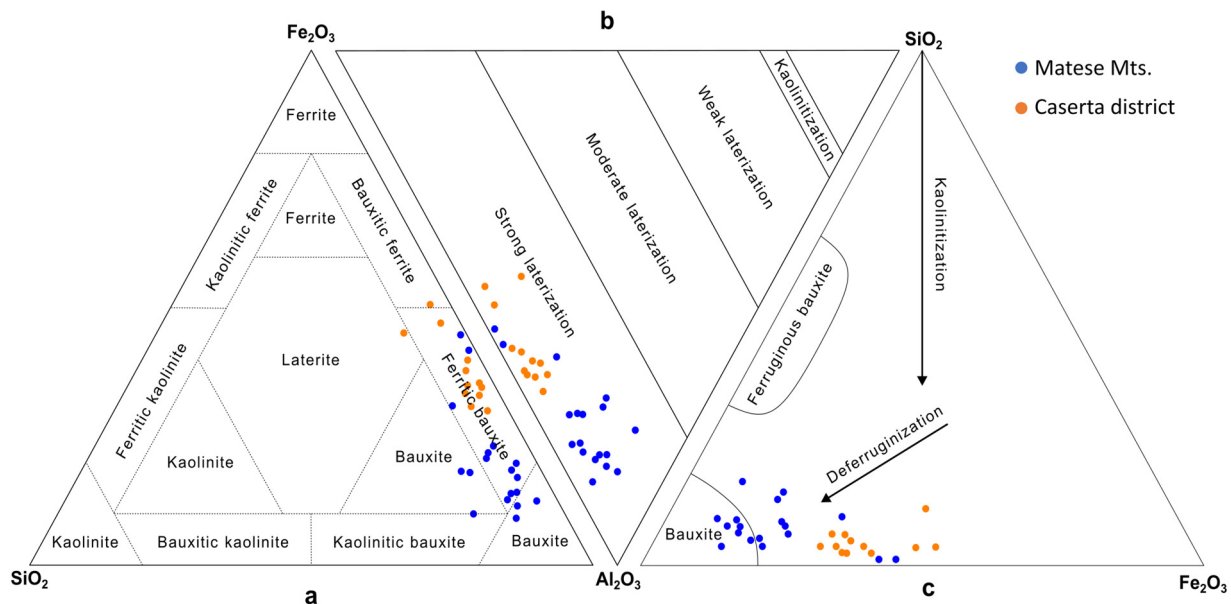 b
Fe₂O₃
SiO₂
Matese Mts.
Caserta district
Ferrite
Kaolinitic ferrite
Ferrite
Bauxitic ferrite
Ferritic kaolinite
Laterite
Ferritic bauxite
Kaolinite
Bauxite
Kaolinite
Bauxitic kaolinite
Kaolinitic bauxite
Bauxite
SiO₂
a
Al₂O₃
Strong laterization
Moderate laterization
Weak laterization
Kaolinitization
Kaolinitization
Ferruginous bauxite
Deferruginization
Bauxite
c
Fe₂O₃